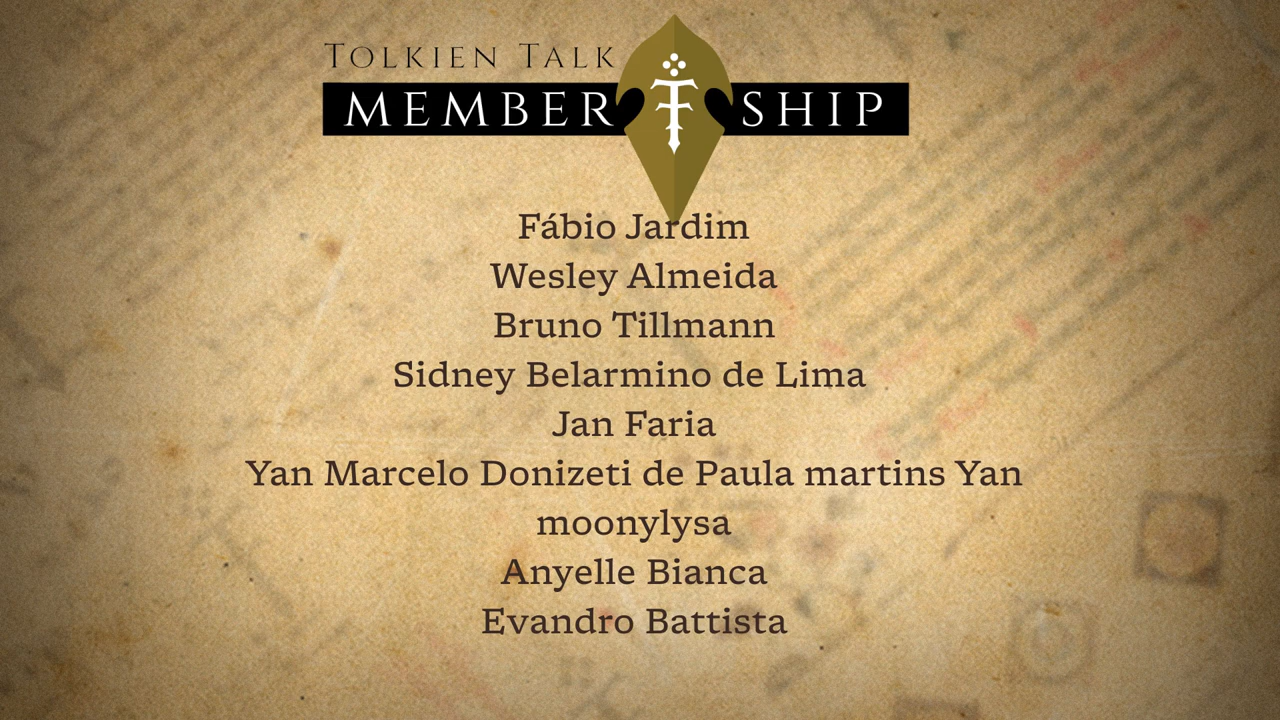 TOLKIEN TALK
MEMBERSHIP
Fábio Jardim
Wesley Almeida
Bruno Tillmann
Sidney Belarmino de Lima
Jan Faria
Yan Marcelo Donizeti de Paula martins Yan
moonylysa
Anyelle Bianca
Evandro Battista